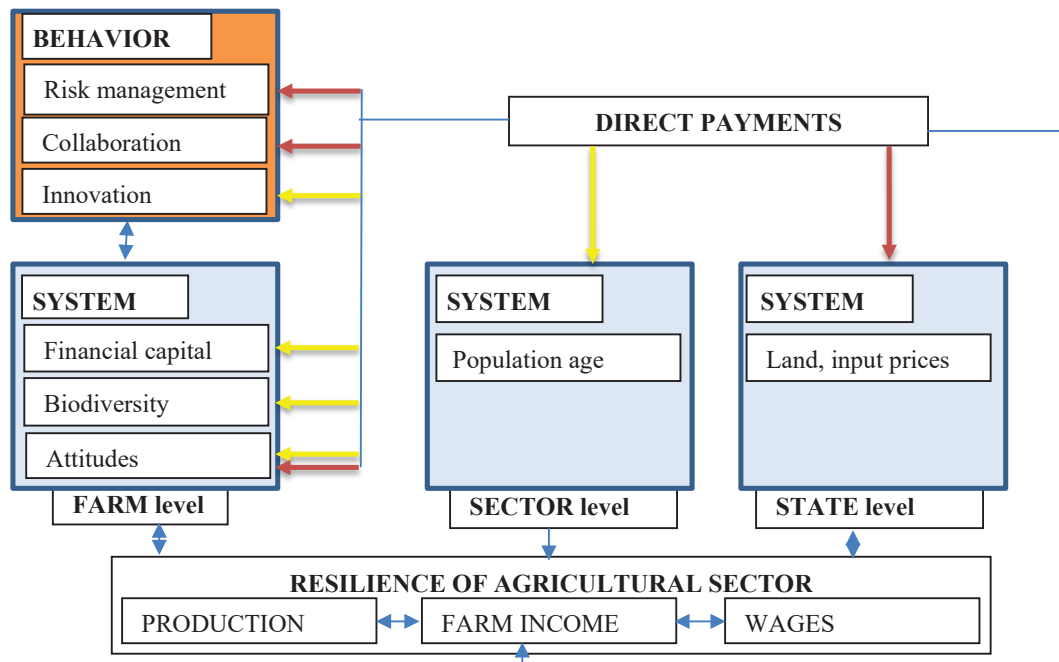 BEHAVIOR
Risk management
Collaboration
Innovation
DIRECT PAYMENTS
SYSTEM
Financial capital
Biodiversity
Attitudes
FARM level
SYSTEM
Population age
SECTOR level
SYSTEM
Land, input prices
STATE level
RESILIENCE OF AGRICULTURAL SECTOR
PRODUCTION
FARM INCOME
WAGES